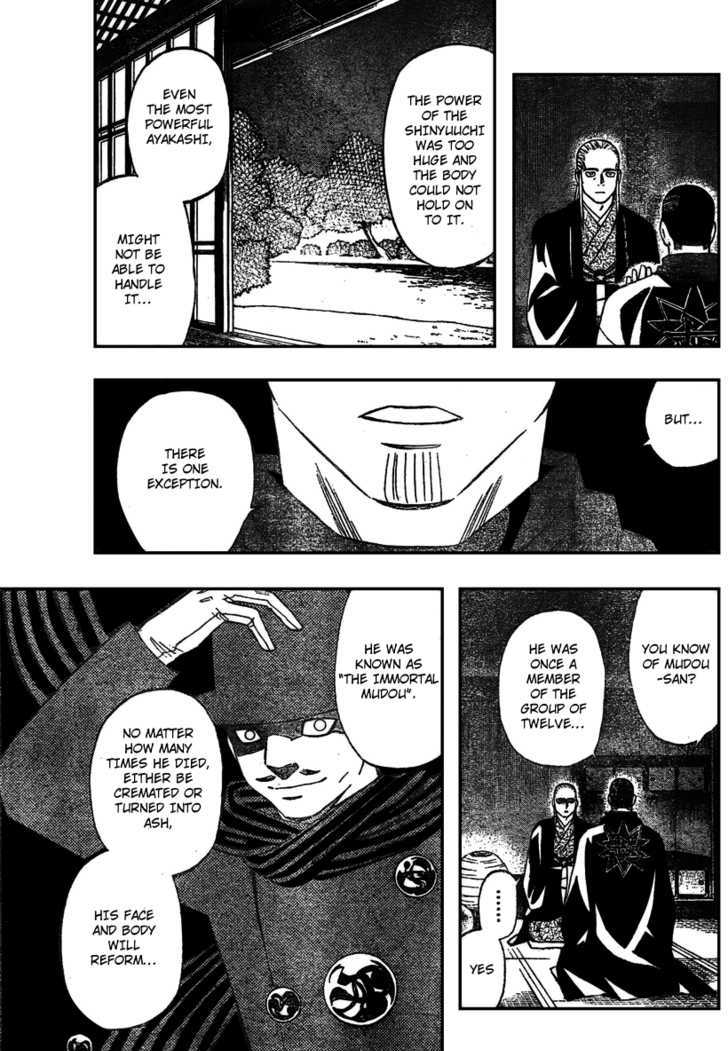 THE POWER
OF THE
SHINYUUCHI
WAS TOO
HUGE AND
THE BODY
COULD NOT
HOLD ON
TO IT.
EVEN
THE MOST
POWERFUL
AYAKASHI,
MIGHT
NOT BE
ABLE TO
HANDLE
IT...
BUT...
THERE
IS ONE
EXCEPTION.
YOU KNOW
OF MUDOU
-SAN?
HE WAS
ONCE A
MEMBER
OF THE
GROUP OF
TWELVE...
......
YES
HE WAS
KNOWN AS
"THE IMMORTAL
MUDOU".
NO MATTER
HOW MANY
TIMES HE DIED,
EITHER BE
CREMATED OR
TURNED INTO
ASH,
HIS FACE
AND BODY
WILL
REFORM...